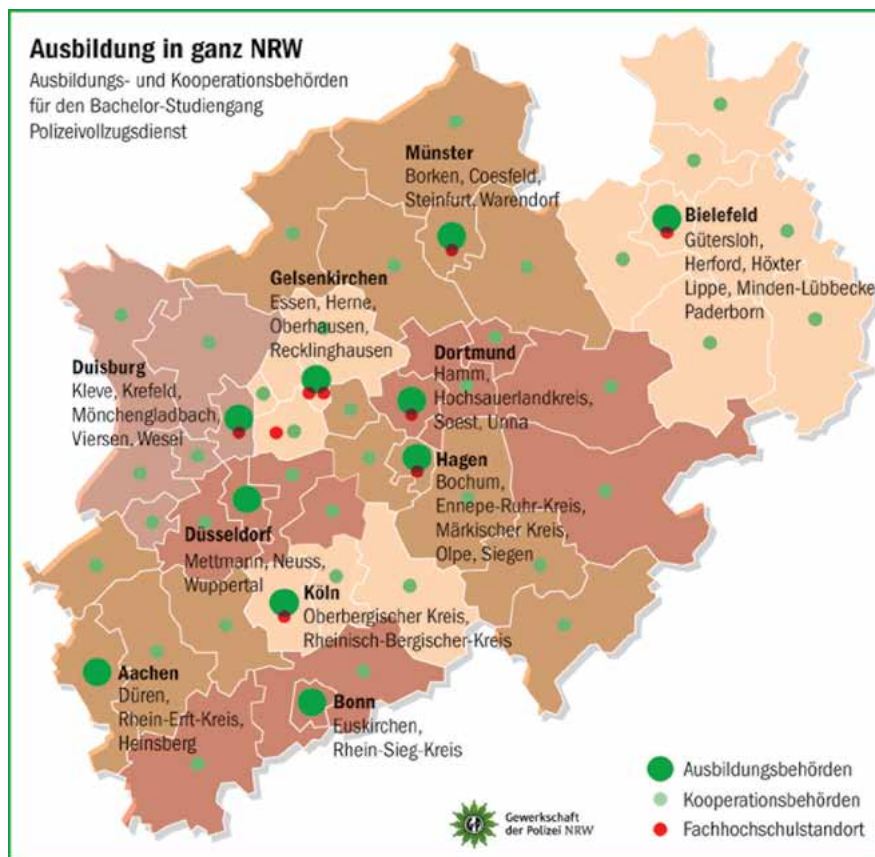 Ausbildung in ganz NRW
Ausbildungs- und Kooperationsbehörden
für den Bachelor-Studiengang
Polizeivollzugsdienst
Münster
Borken, Coesfeld,
Steinfurt, Warendorf
Bielefeld
Gütersloh,
Herford, Höxter
Lippe, Minden-Lübbecke
Paderborn
Gelsenkirchen
Essen, Herne,
Oberhausen,
Recklinghausen
Duisburg
Kleve, Krefeld,
Mönchengladbach,
Viersen, Wesel
Dortmund
Hamm,
Hochsauerlandkreis,
Soest, Unna
Hagen
Bochum,
Ennepe-Ruhr-Kreis,
Märkischer Kreis,
Olpe, Siegen
Düsseldorf
Mettmann, Neuss,
Wuppertal
Köln
Oberbergischer Kreis,
Rheinisch-Bergischer-Kreis
Aachen
Düren,
Rhein-Erft-Kreis,
Heinsberg
Bonn
Euskirchen,
Rhein-Sieg-Kreis
Ausbildungsbehörden
Kooperationsbehörden
Fachhochschulstandort
GdP
Gewerkschaft
der Polizei NRW